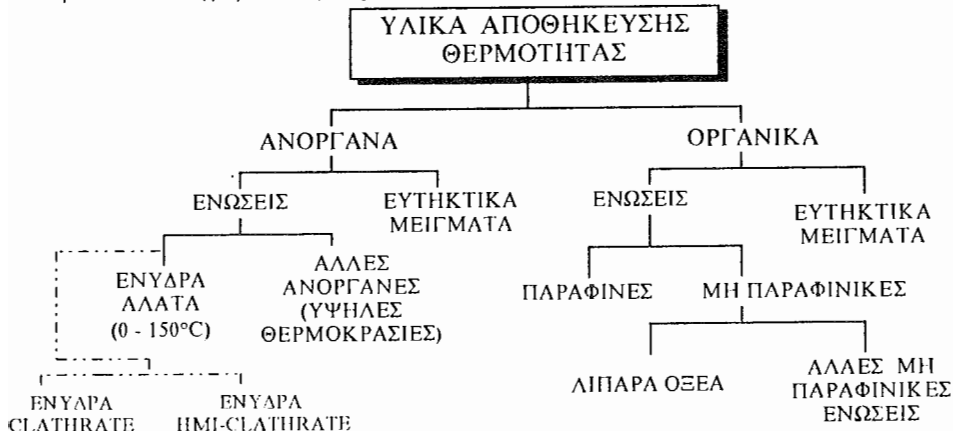 ΥΛΙΚΑ ΑΠΟΘΗΚΕΥΣΗΣ
ΘΕΡΜΟΤΗΤΑΣ
ΑΝΟΡΓΑΝΑ
ΟΡΓΑΝΙΚΑ
ΕΝΩΣΕΙΣ
ΕΥΤΗΚΤΙΚΑ
ΜΕΙΓΜΑΤΑ
ΕΝΩΣΕΙΣ
ΕΥΤΗΚΤΙΚΑ
ΜΕΙΓΜΑΤΑ
ΕΝΥΔΡΑ
ΑΛΑΤΑ
(0 - 150°C)
ΑΛΛΕΣ
ΑΝΟΡΓΑΝΕΣ
(ΥΨΗΛΕΣ
ΘΕΡΜΟΚΡΑΣΙΕΣ)
ΠΑΡΑΦΙΝΕΣ
ΜΗ ΠΑΡΑΦΙΝΙΚΕΣ
ΕΝΥΔΡΑ
CLATHRATE
ΕΝΥΔΡΑ
ΗΜΙ-CLATHRATE
ΛΙΠΑΡΑ ΟΞΕΑ
ΑΛΛΕΣ ΜΗ
ΠΑΡΑΦΙΝΙΚΕΣ
ΕΝΩΣΕΙΣ